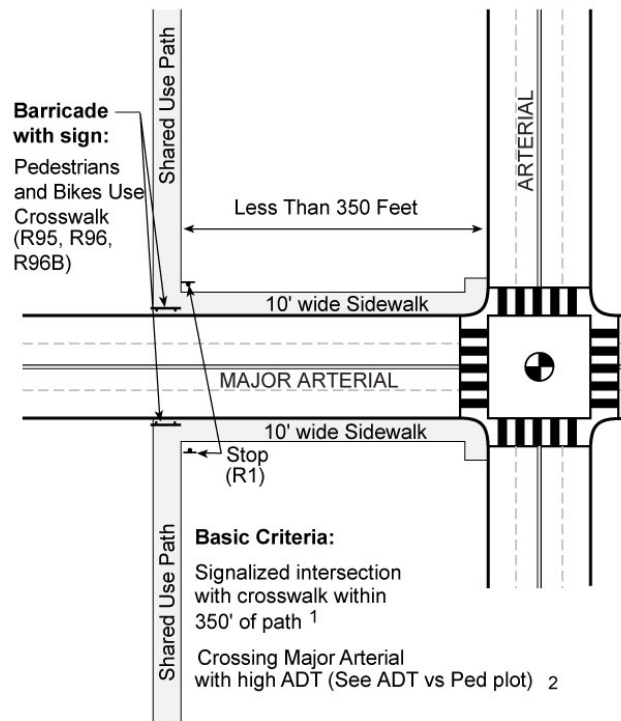 Shared Use Path
Barricade
with sign:
Pedestrians
and Bikes Use
Crosswalk
(R95, R96,
R96B)
Less Than 350 Feet
ARTERIAL
10' wide Sidewalk
MAJOR ARTERIAL
10' wide Sidewalk
Stop
(R1)
Shared Use Path
Basic Criteria:
Signalized intersection
with crosswalk within
350' of path 1
Crossing Major Arterial
with high ADT (See ADT vs Ped plot) 2